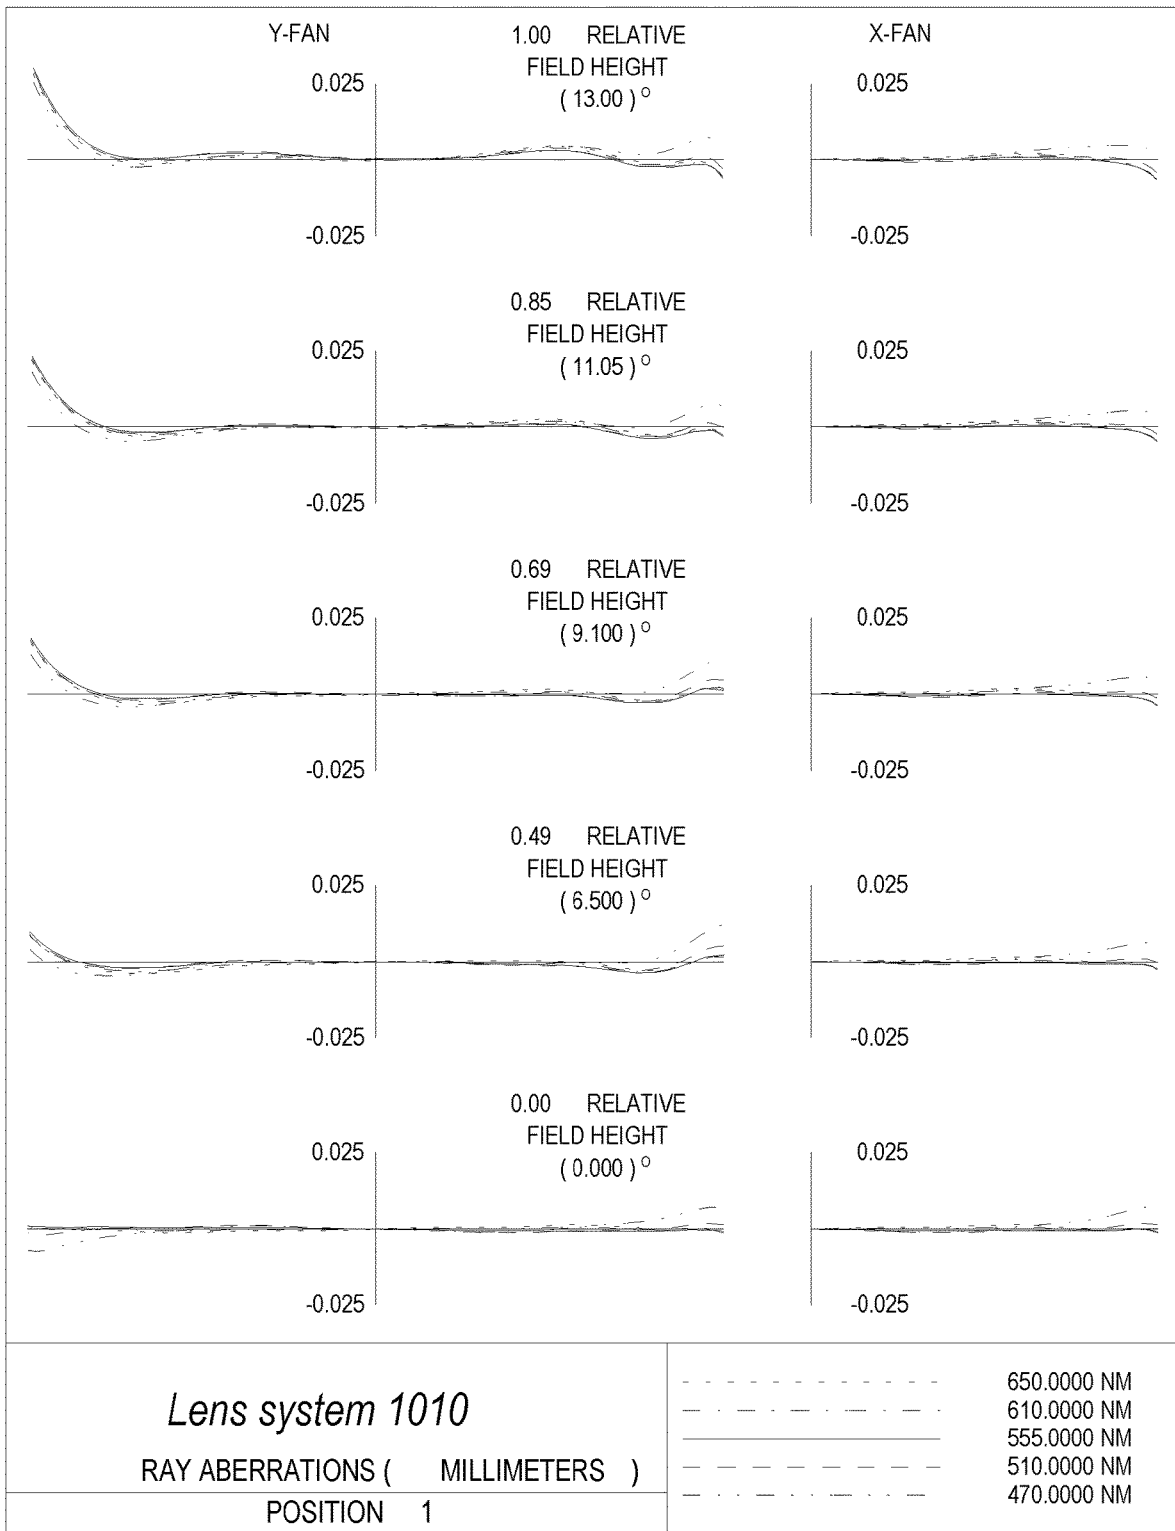 Y-FAN
1.00 RELATIVE
FIELD HEIGHT
( 13.00 ) O
X-FAN
0.025
0.025
-0.025
-0.025
0.85 RELATIVE
FIELD HEIGHT
( 11.05 ) O
0.025
0.025
-0.025
-0.025
0.69 RELATIVE
FIELD HEIGHT
( 9.100 ) O
0.025
0.025
-0.025
-0.025
0.49 RELATIVE
FIELD HEIGHT
( 6.500 ) O
0.025
0.025
-0.025
-0.025
0.00 RELATIVE
FIELD HEIGHT
( 0.000 ) O
0.025
0.025
-0.025
-0.025
Lens system 1010
RAY ABERRATIONS ( MILLIMETERS )
POSITION 1
650.0000 NM
610.0000 NM
555.0000 NM
510.0000 NM
470.0000 NM